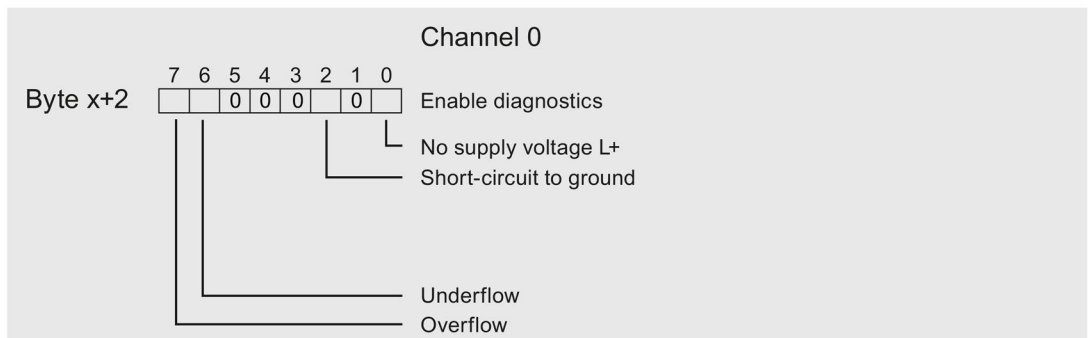 Channel 0
7 6 5 4 3 2 1 0
Byte x+2 0 0 0 0 Enable diagnostics
No supply voltage L+
Short-circuit to ground
Underflow
Overflow